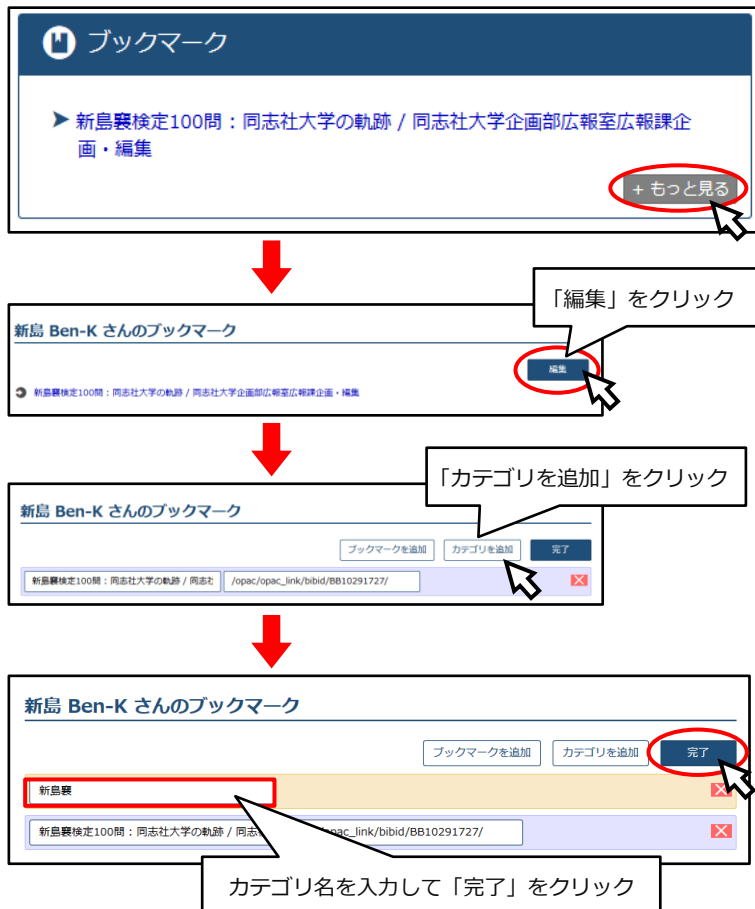 ブックマーク
新島襄検定100問：同志社大学の軌跡 / 同志社大学企画部広報室広報課企
画・編集
+ もっと見る
「編集」をクリック
新島 Ben-K さんのブックマーク
編集
新島襄検定100問：同志社大学の軌跡 / 同志社大学企画部広報室広報課企画・編集
「カテゴリを追加」をクリック
新島 Ben-K さんのブックマーク
ブックマークを追加 カテゴリを追加 完了
新島襄検定100問：同志社大学の軌跡 / 同志社 /opac/opac_link/bibid/BB10291727/
新島 Ben-K さんのブックマーク
ブックマークを追加 カテゴリを追加 完了
新島襄
新島襄検定100問：同志社大学の軌跡 / 同志 opac_link/bibid/BB10291727/
カテゴリ名を入力して「完了」をクリック